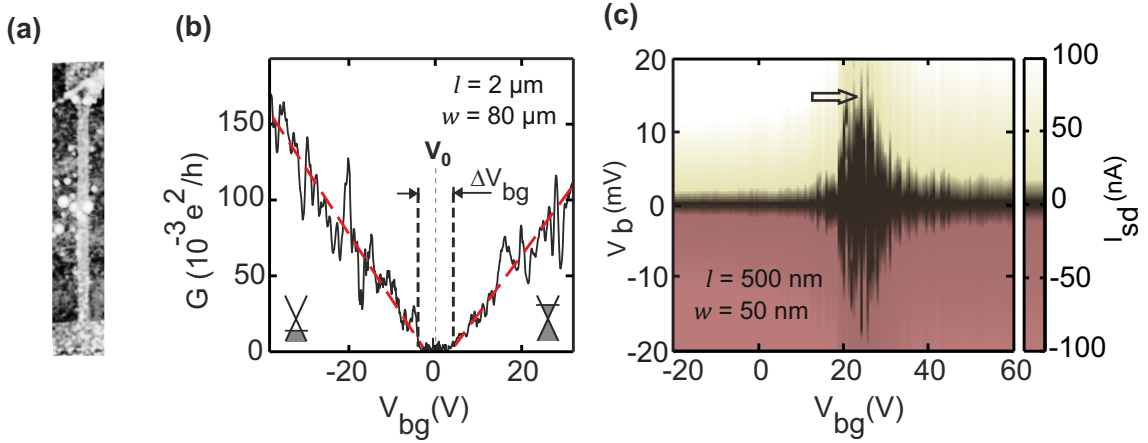 (a)
(b)
l = 2 µm
w = 80 µm
V0
ΔVbg
G (10^-3 e^2/h)
150
100
50
0
-20
0
20
Vbg(V)
(c)
Vb(mV)
20
10
0
-10
-20
l = 500 nm
w = 50 nm
-20
0
20
40
60
Vbg(V)
100
50
0
-50
-100
Isd(nA)